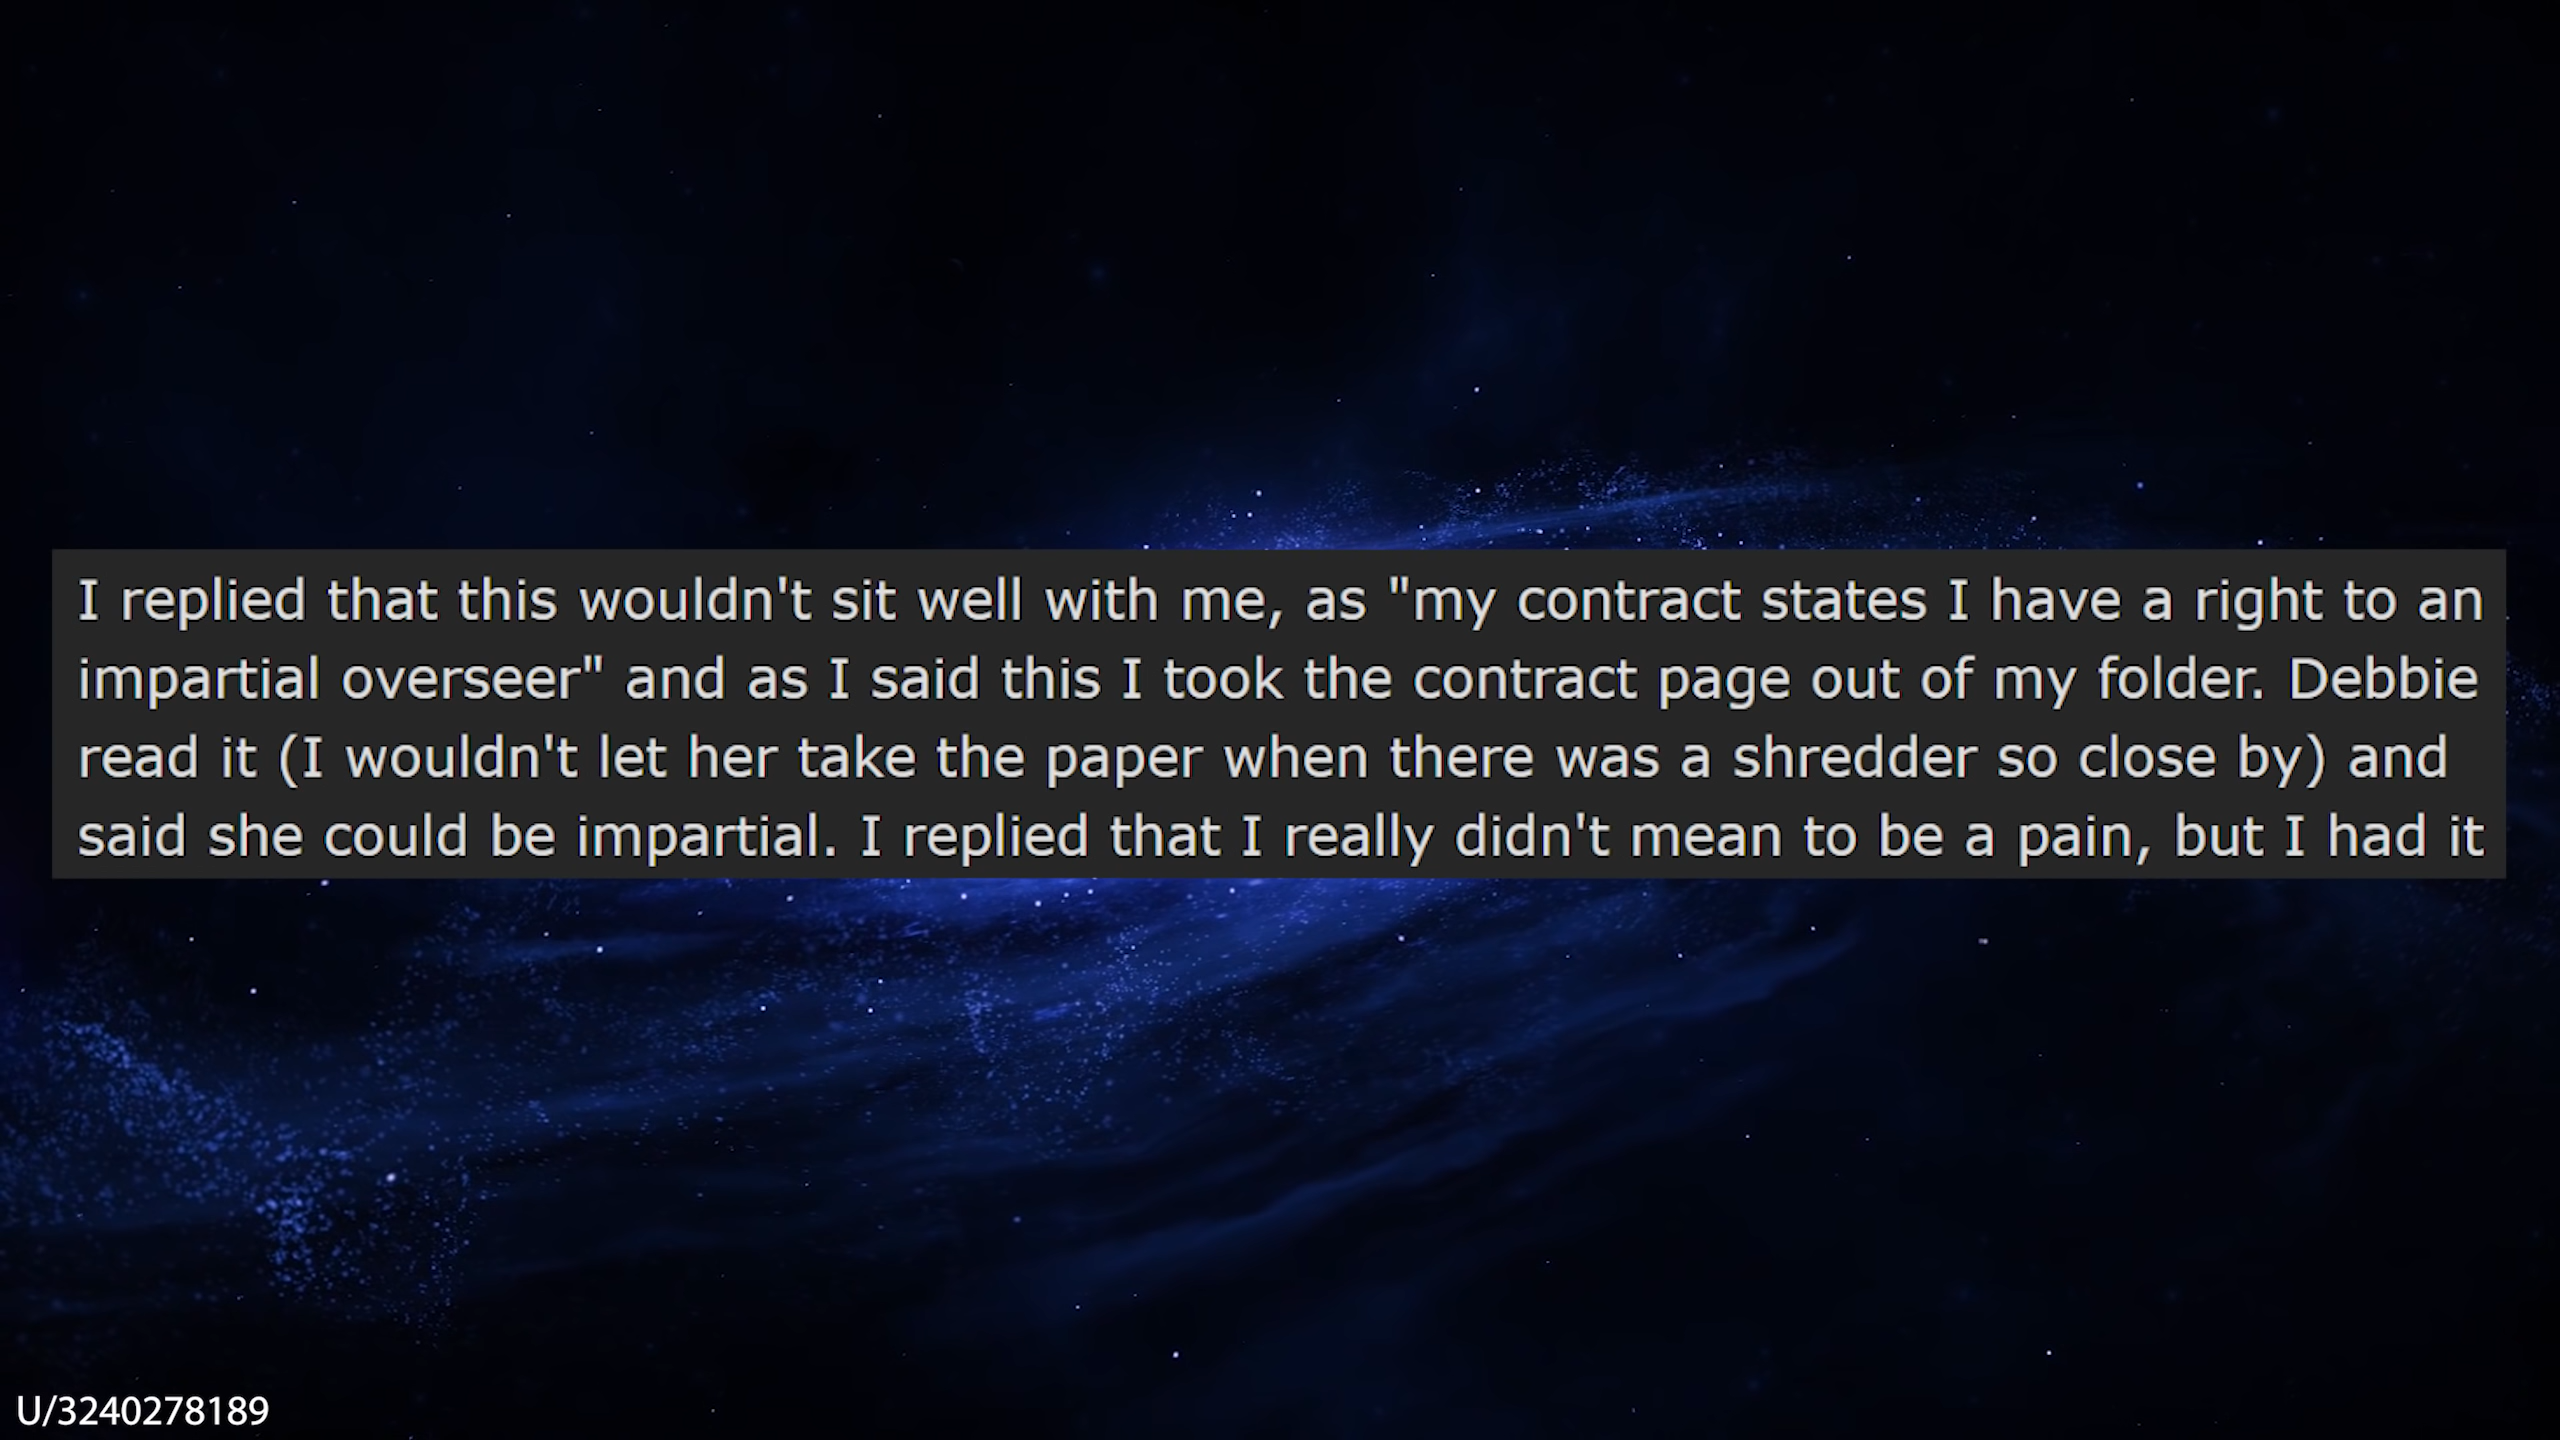 I replied that this wouldn't sit well with me, as "my contract states I have a right to an
impartial overseer" and as I said this I took the contract page out of my folder. Debbie
read it (I wouldn't let her take the paper when there was a shredder so close by) and
said she could be impartial. I replied that I really didn't mean to be a pain, but I had it
U/3240278189